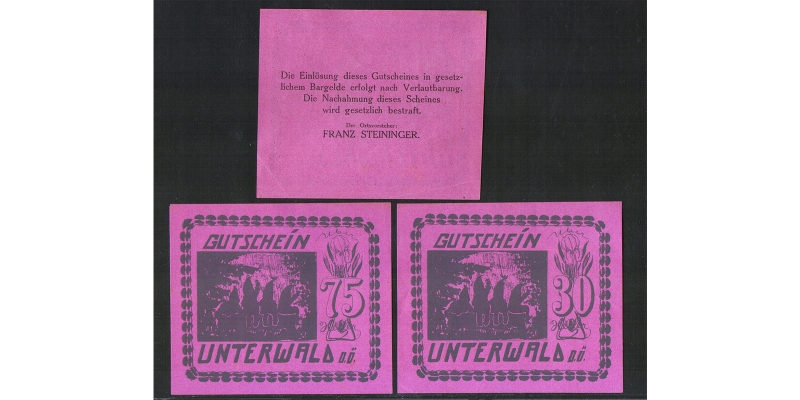 Die Einlösung dieses Gutscheines in gesetz-
lichem Bargelde erfolgt nach Verlautbarung.
Die Nachahmung dieses Scheines
wird gesetzlich bestraft.
Der Ortsvorsteher:
FRANZ STEININGER.
GUTSCHEIN
75
UNTERWALD O.Ö.
GUTSCHEIN
30
UNTERWALD O.Ö.